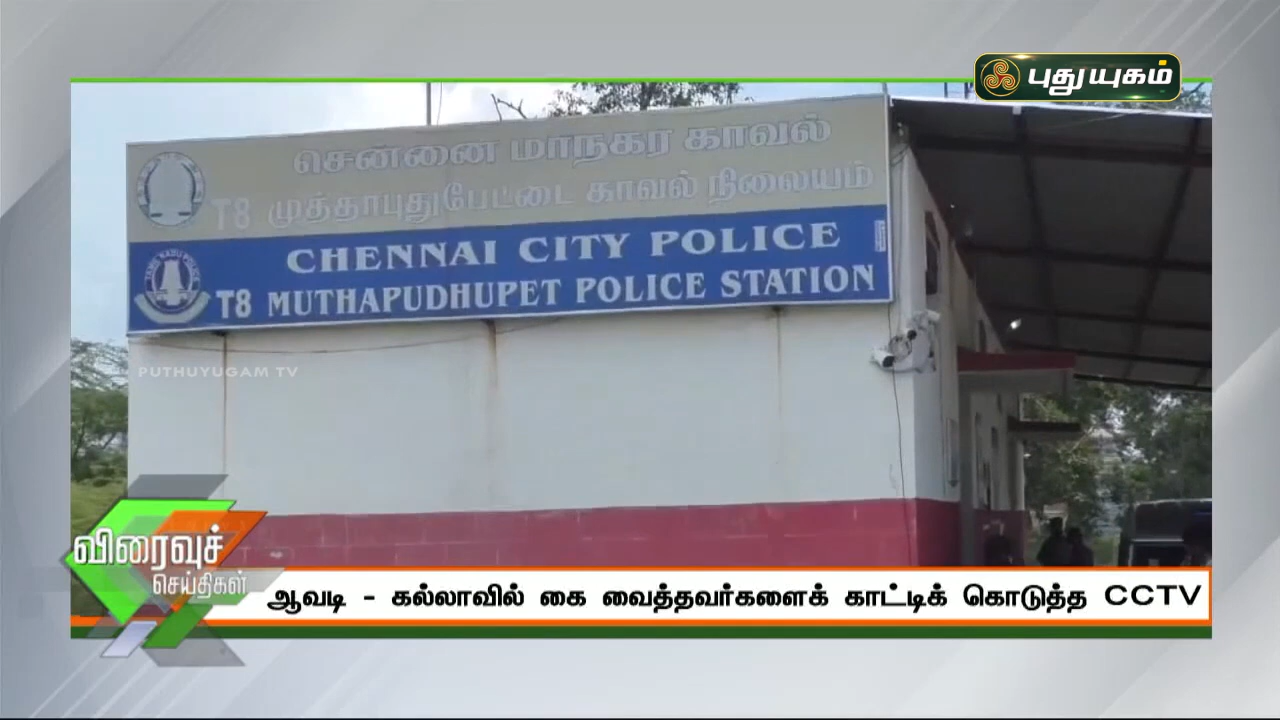 புதுயுகம்
சென்னை மாநகர காவல்
T8 முத்தாபுதுபேட்டை காவல் நிலையம்
CHENNAI CITY POLICE
T8 MUTHAPUDHUPET POLICE STATION
PUTHUYUGAM TV
விரைவுச்
செய்திகள்
ஆவடி - கல்லாவில் கை வைத்தவர்களைக் காட்டிக் கொடுத்த CCTV